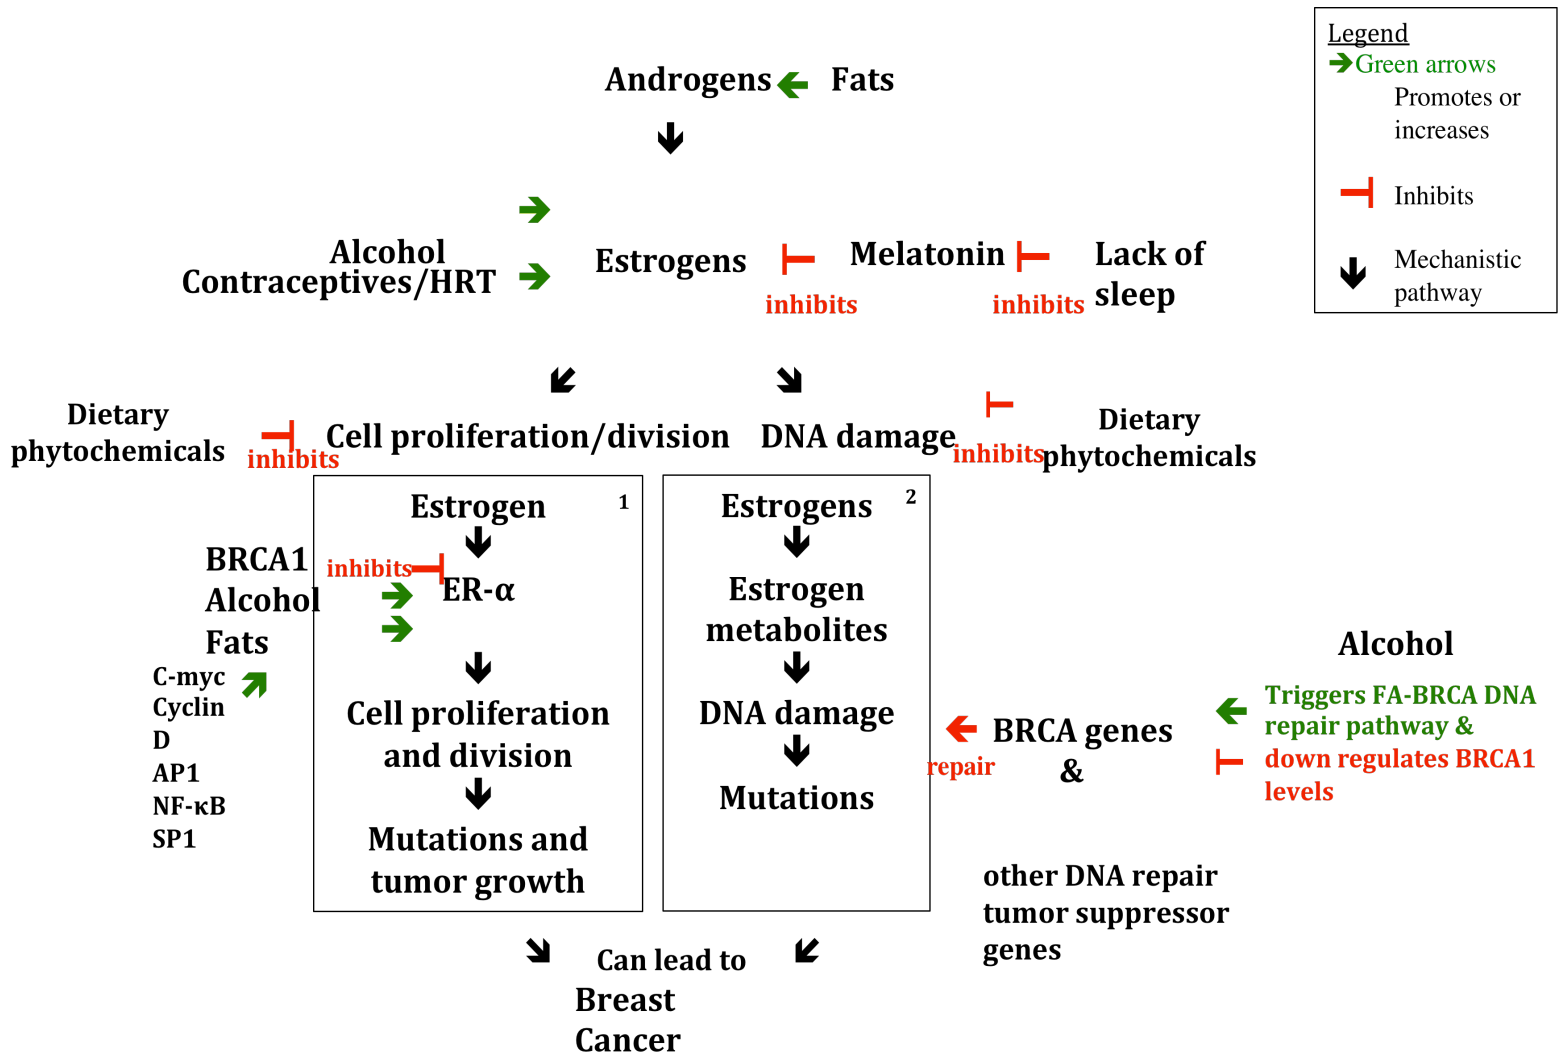 Legend
Green arrows
Promotes or
increases
Inhibits
Mechanistic
pathway
Androgens
Fats
Alcohol
Contraceptives/HRT
Estrogens
inhibits
Melatonin
inhibits
Lack of
sleep
Dietary
phytochemicals
inhibits
Cell proliferation/division
DNA damage
inhibits
Dietary
phytochemicals
1
Estrogen
BRCA1
inhibits
Alcohol
ER-α
Fats
C-myc
Cyclin
D
AP1
NF-κB
SP1
Cell proliferation
and division
Mutations and
tumor growth
2
Estrogens
Estrogen
metabolites
DNA damage
Mutations
repair
BRCA genes
&
other DNA repair
tumor suppressor
genes
Alcohol
Triggers FA-BRCA DNA
repair pathway &
down regulates BRCA1
levels
Can lead to
Breast
Cancer